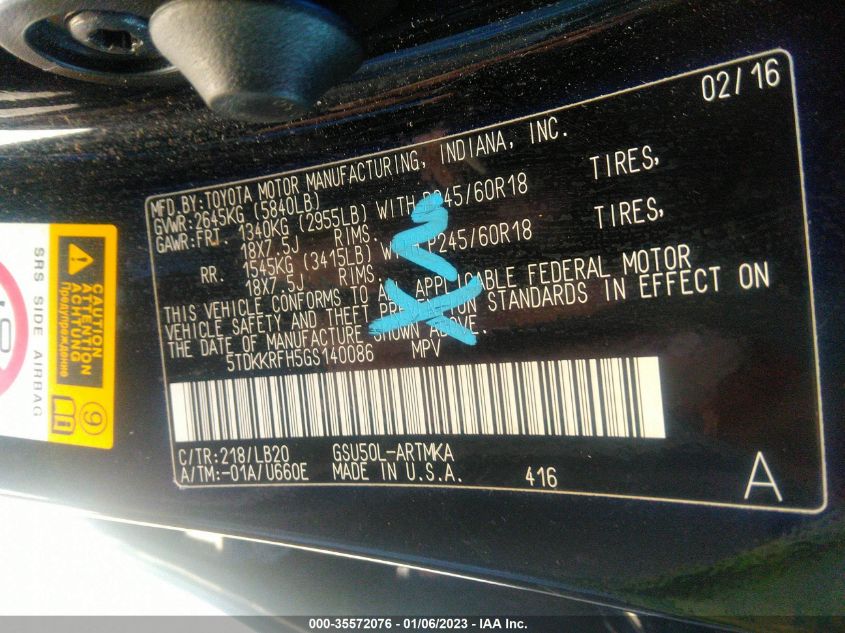 02/16
MFD.BY:TOYOTA MOTOR MANUFACTURING, INDIANA, INC.
GVWR:2645KG (5840LB)
GAWR:FRT. 1340KG (2955LB) WITH P245/60R18 TIRES,
18X7.5J RIMS.
RR. 1545KG (3415LB) WITH P245/60R18 TIRES,
18X7.5J RIMS.
THIS VEHICLE CONFORMS TO ALL APPLICABLE FEDERAL MOTOR
VEHICLE SAFETY AND THEFT PREVENTION STANDARDS IN EFFECT ON
THE DATE OF MANUFACTURE SHOWN ABOVE.
5TDKKRFH5GS140086 MPV
C/TR:218/LB20 GSU50L-ARTMKA
A/TM:-01A/U660E MADE IN U.S.A. 416 A
SRS SIDE AIRBAG
CAUTION
ATTENTION
ACHTUNG
Предупреждение
9
000-35572076 - 01/06/2023 - IAA Inc.